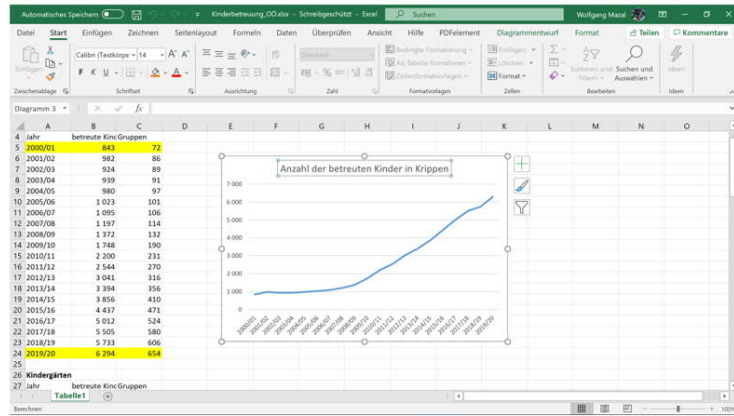 Automatisches Speichern
Kinderbetreuung_OÖ.xlsx - Schreibgeschützt - Excel
Suchen
Wolfgang Mazal
Datei Start Einfügen Zeichnen Seitenlayout Formeln Daten Überprüfen Ansicht Hilfe PDFelement Diagrammentwurf Format Teilen Kommentare
Calibri (Textkörpe 14
Standard
Bedingte Formatierung
Als Tabelle formatieren
Zellenformatvorlagen
Einfügen
Löschen
Format
Sortieren und Filtern
Suchen und Auswählen
Ideen
Einfügen
F K U
Zwischenablage Schriftart Ausrichtung Zahl Formatvorlagen Zellen Bearbeiten Ideen
Diagramm 3
fx
A B C D E F G H I J K L M N O
4 Jahr betreute Kinc Gruppen
5 2000/01 843 72
6 2001/02 982 86
7 2002/03 924 89
8 2003/04 939 91
9 2004/05 980 97
10 2005/06 1 023 101
11 2006/07 1 095 106
12 2007/08 1 197 114
13 2008/09 1 372 132
14 2009/10 1 748 190
15 2010/11 2 200 231
16 2011/12 2 544 270
17 2012/13 3 041 316
18 2013/14 3 394 356
19 2014/15 3 856 410
20 2015/16 4 437 471
21 2016/17 5 012 524
22 2017/18 5 505 580
23 2018/19 5 733 606
24 2019/20 6 294 654
25
26 Kindergärten
27 Jahr betreute Kinc Gruppen
Anzahl der betreuten Kinder in Krippen
7 000
6 000
5 000
4 000
3 000
2 000
1 000
0
2000/01 2001/02 2002/03 2003/04 2004/05 2005/06 2006/07 2007/08 2008/09 2009/10 2010/11 2011/12 2012/13 2013/14 2014/15 2015/16 2016/17 2017/18 2018/19 2019/20
Tabelle1
Berechnen
100%